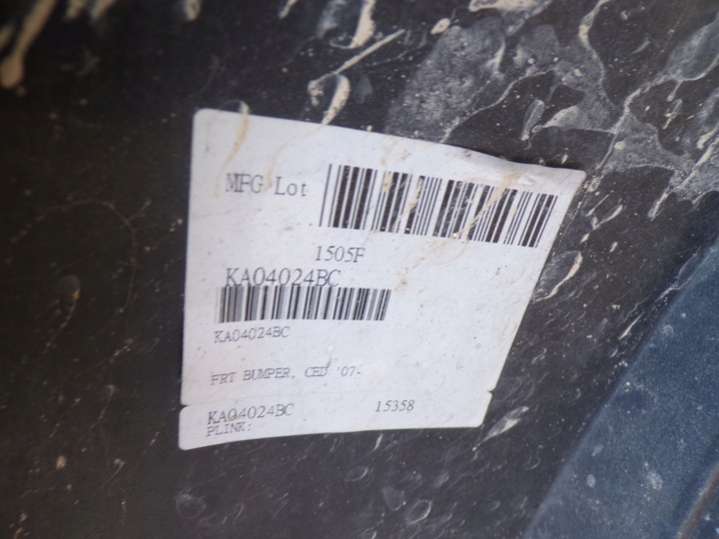 MFG Lot
1505F
KA04024BC
KA04024BC
FRT BUMPER, CED '07-
KA04024BC 15358
PLINK: